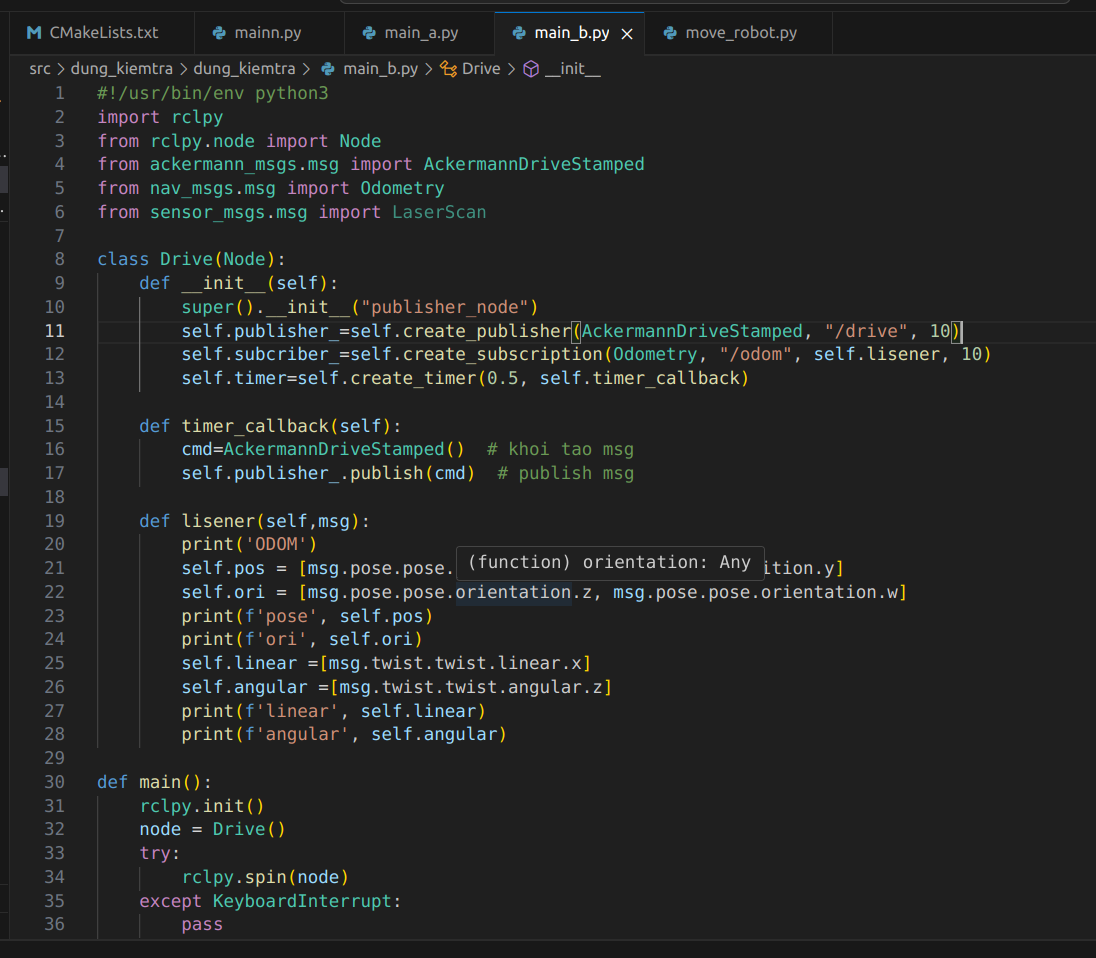 CMakeLists.txt mainn.py main_a.py main_b.py move_robot.py
src > dung_kiemtra > dung_kiemtra > main_b.py > Drive > __init__
1 #!/usr/bin/env python3
2 import rclpy
3 from rclpy.node import Node
4 from ackermann_msgs.msg import AckermannDriveStamped
5 from nav_msgs.msg import Odometry
6 from sensor_msgs.msg import LaserScan
7
8 class Drive(Node):
9     def __init__(self):
10         super().__init__("publisher_node")
11         self.publisher_=self.create_publisher(AckermannDriveStamped, "/drive", 10)
12         self.subcriber_=self.create_subscription(Odometry, "/odom", self.lisener, 10)
13         self.timer=self.create_timer(0.5, self.timer_callback)
14
15     def timer_callback(self):
16         cmd=AckermannDriveStamped()  # khoi tao msg
17         self.publisher_.publish(cmd)  # publish msg
18
19     def lisener(self,msg):
20         print('ODOM')
(function) orientation: Any
21         self.pos = [msg.pose.pose. ition.y]
22         self.ori = [msg.pose.pose.orientation.z, msg.pose.pose.orientation.w]
23         print(f'pose', self.pos)
24         print(f'ori', self.ori)
25         self.linear =[msg.twist.twist.linear.x]
26         self.angular =[msg.twist.twist.angular.z]
27         print(f'linear', self.linear)
28         print(f'angular', self.angular)
29
30 def main():
31     rclpy.init()
32     node = Drive()
33     try:
34         rclpy.spin(node)
35     except KeyboardInterrupt:
36         pass